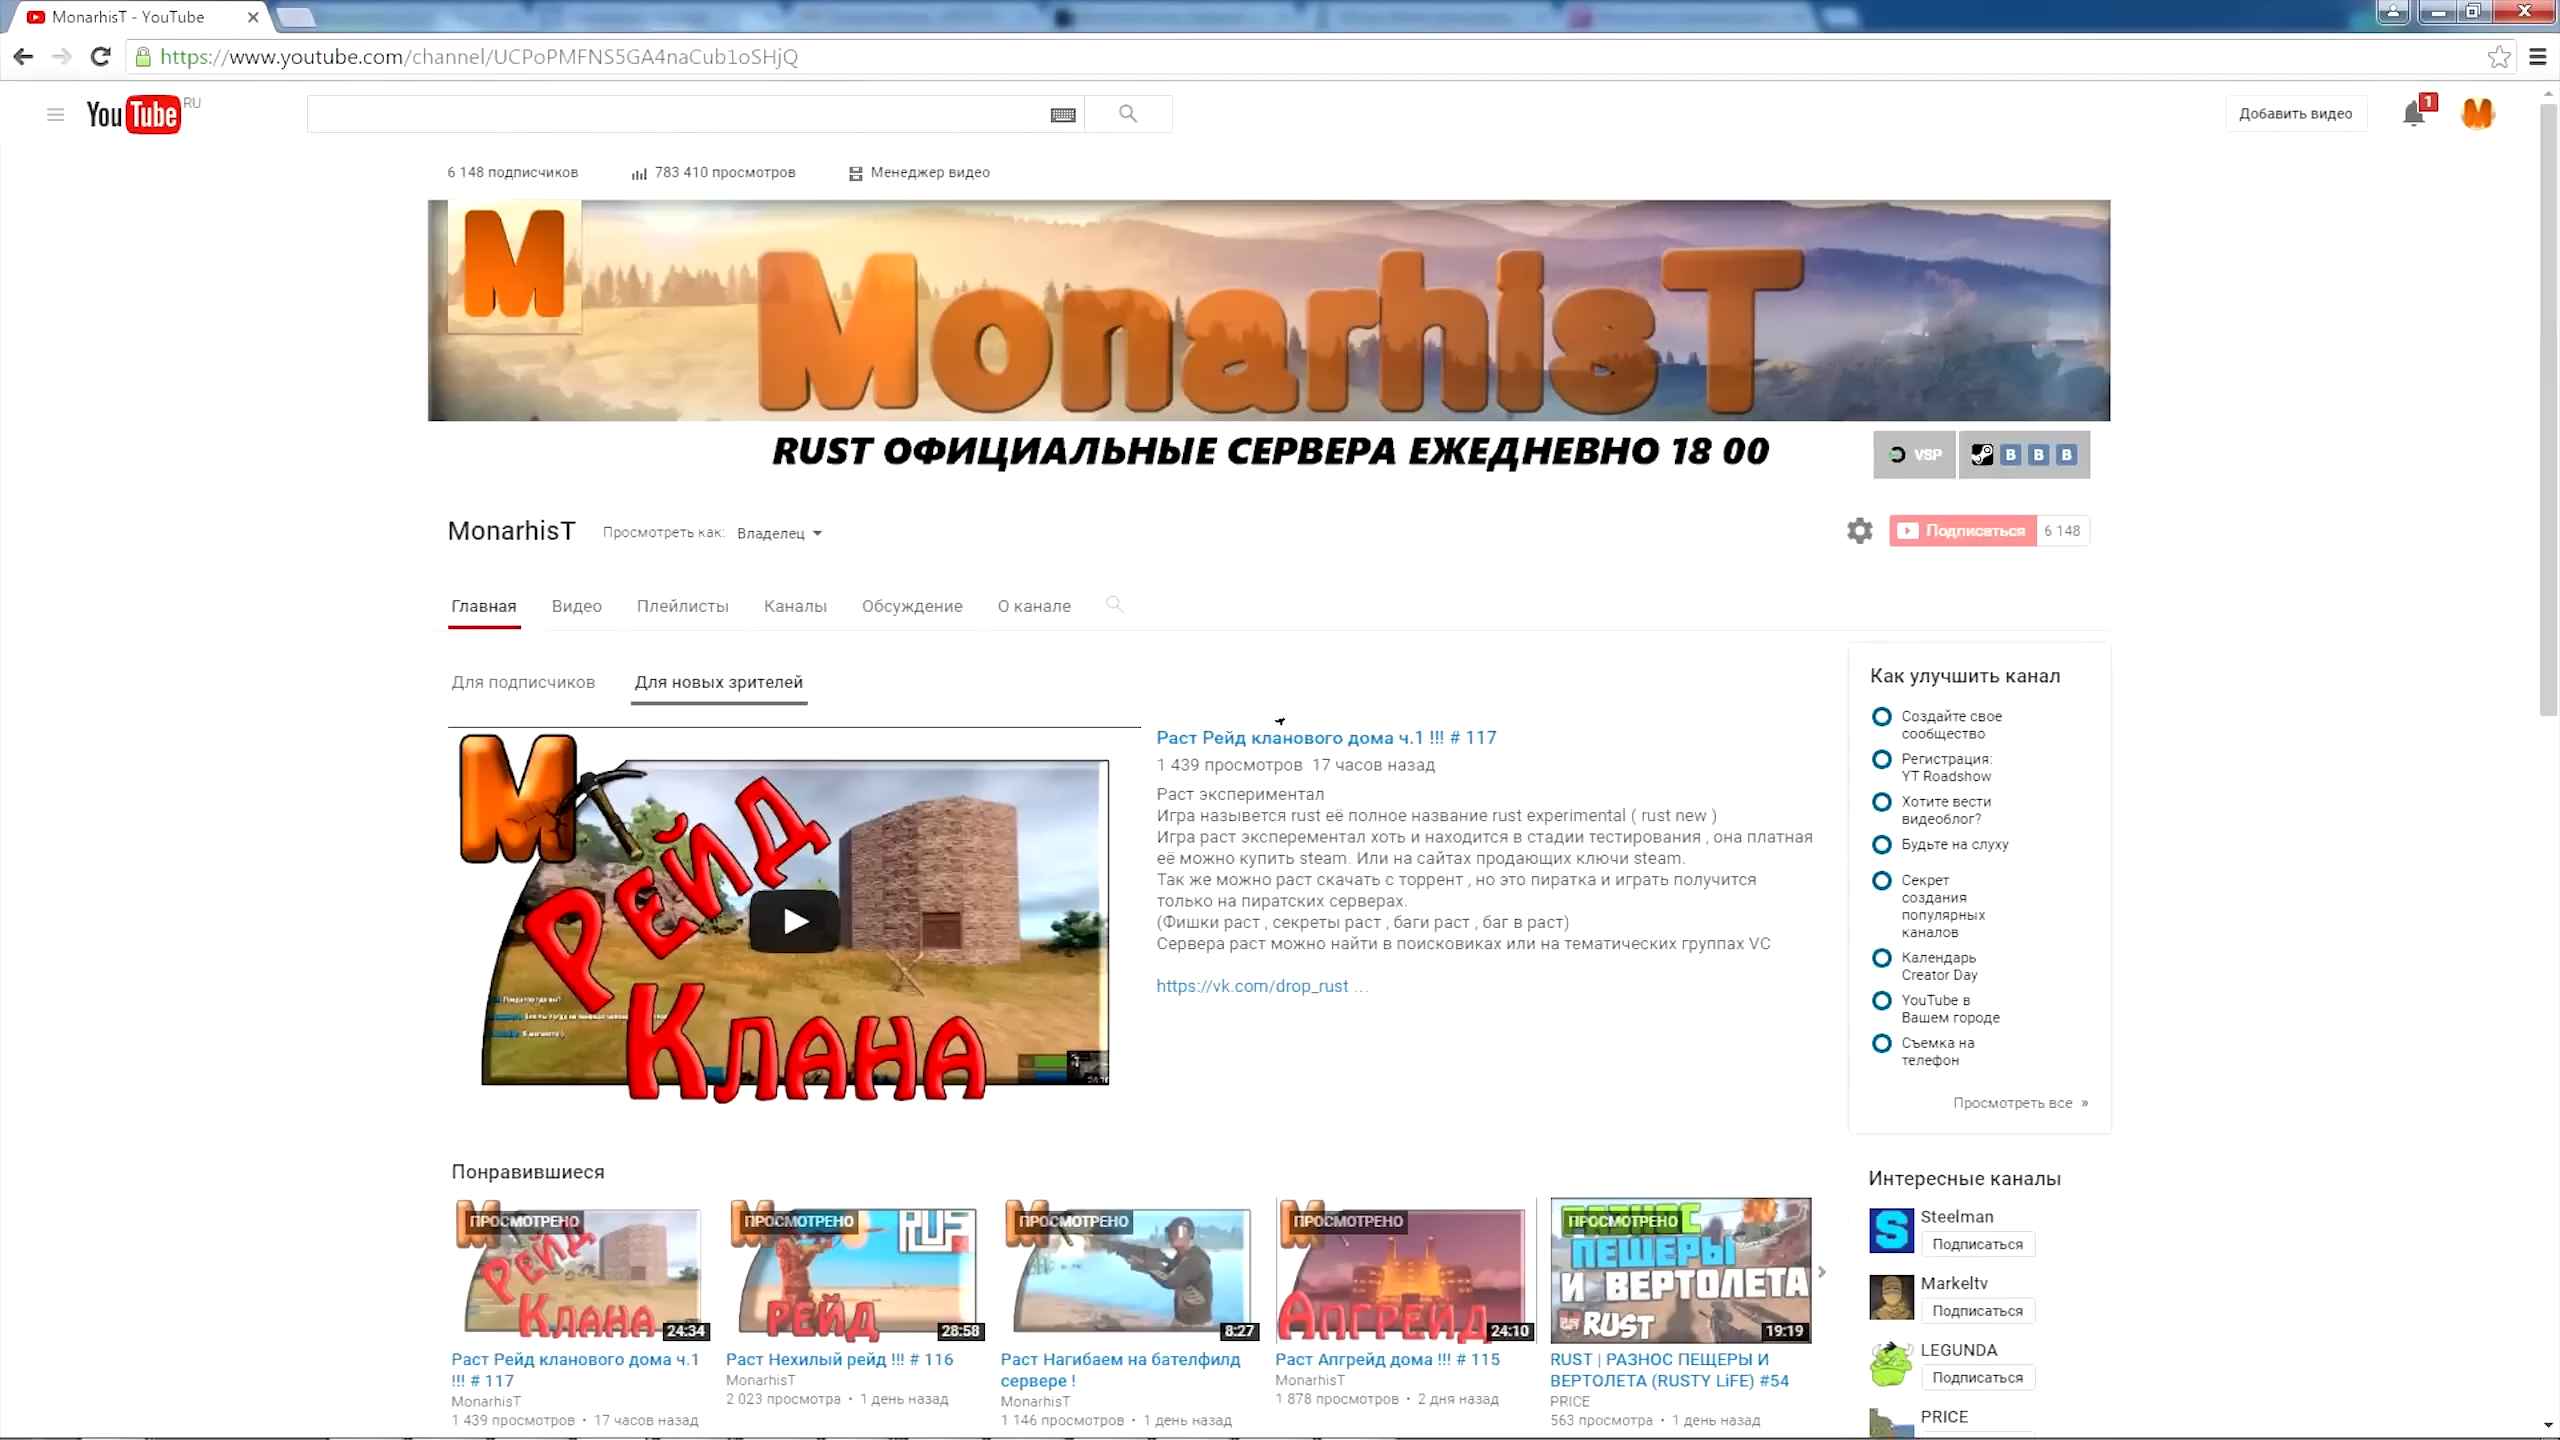 MonarhisT - YouTube
https://www.youtube.com/channel/UCPoPMFNS5GA4naCub1oSHjQ
YouTube RU
Добавить видео
1
M
6 148 подписчиков
783 410 просмотров
Менеджер видео
M
MonarhisT
RUST ОФИЦИАЛЬНЫЕ СЕРВЕРА ЕЖЕДНЕВНО 18 00
VSP
B B B
MonarhisT
Просмотреть как: Владелец
Подписаться 6 148
Главная
Видео
Плейлисты
Каналы
Обсуждение
О канале
Для подписчиков
Для новых зрителей
M
Рейд
Клана
Раст Рейд кланового дома ч.1 !!! # 117
1 439 просмотров 17 часов назад
Раст экспериментал
Игра назывется rust её полное название rust experimental ( rust new )
Игра раст эксперементал хоть и находится в стадии тестирования , она платная
её можно купить steam. Или на сайтах продающих ключи steam.
Так же можно раст скачать с торрент , но это пиратка и играть получится
только на пиратских серверах.
(Фишки раст , секреты раст , баги раст , баг в раст)
Сервера раст можно найти в поисковиках или на тематических группах VC
https://vk.com/drop_rust ...
Как улучшить канал
Создайте свое
сообщество
Регистрация:
YT Roadshow
Хотите вести
видеоблог?
Будьте на слуху
Секрет
создания
популярных
каналов
Календарь
Creator Day
YouTube в
Вашем городе
Съемка на
телефон
Просмотреть все »
Понравившиеся
ПРОСМОТРЕНО
Рейд
Клана
24:34
Раст Рейд кланового дома ч.1
!!! # 117
MonarhisT
1 439 просмотров • 17 часов назад
ПРОСМОТРЕНО
RUST
Рейд
28:58
Раст Нехилый рейд !!! # 116
MonarhisT
2 023 просмотра • 1 день назад
ПРОСМОТРЕНО
8:27
Раст Нагибаем на бателфилд
сервере !
MonarhisT
1 146 просмотров • 1 день назад
ПРОСМОТРЕНО
Апгрейд
24:10
Раст Апгрейд дома !!! # 115
MonarhisT
1 878 просмотров • 2 дня назад
ПРОСМОТРЕНО
РАЗНОС
ПЕЩЕРЫ
И ВЕРТОЛЕТА
RUST
19:19
RUST | РАЗНОС ПЕЩЕРЫ И
ВЕРТОЛЕТА (RUSTY LiFE) #54
PRICE
563 просмотра • 1 день назад
Интересные каналы
S
Steelman
Подписаться
Markeltv
Подписаться
LEGUNDA
Подписаться
PRICE